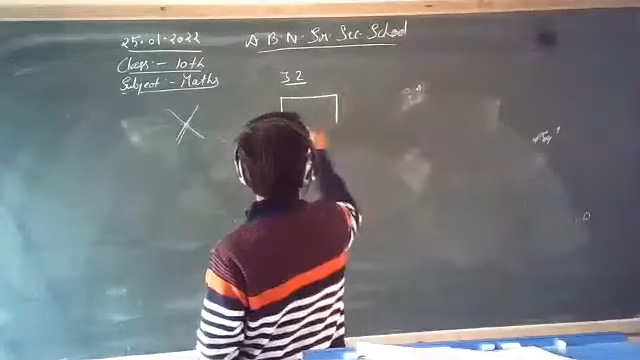 25.01.2022
A B.N. Sr. Sec. School
Class:- 10th
Subject:- Maths
3.2